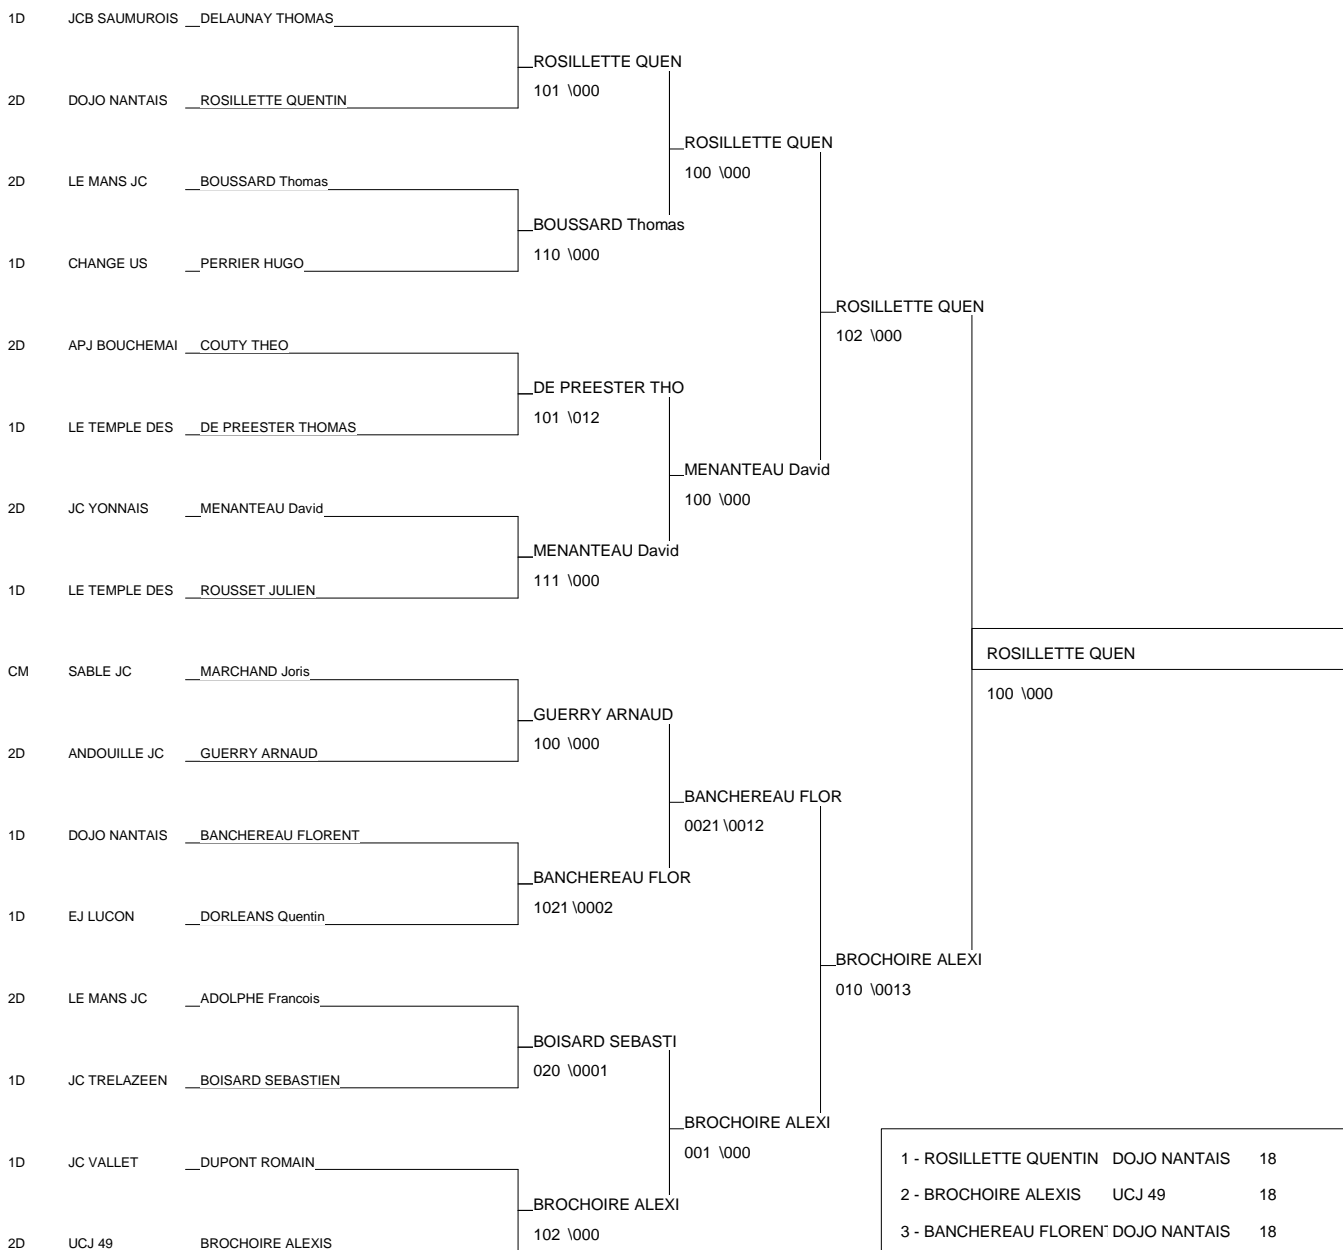 1D JCB SAUMUROIS DELAUNAY THOMAS
ROSILLETTE QUEN
101 \000
2D DOJO NANTAIS ROSILLETTE QUENTIN
ROSILLETTE QUEN
100 \000
2D LE MANS JC BOUSSARD Thomas
BOUSSARD Thomas
110 \000
1D CHANGE US PERRIER HUGO
ROSILLETTE QUEN
102 \000
2D APJ BOUCHEMAI COUTY THEO
DE PREESTER THO
101 \012
1D LE TEMPLE DES DE PREESTER THOMAS
MENANTEAU David
100 \000
2D JC YONNAIS MENANTEAU David
MENANTEAU David
111 \000
1D LE TEMPLE DES ROUSSET JULIEN
ROSILLETTE QUEN
100 \000
CM SABLE JC MARCHAND Joris
GUERRY ARNAUD
100 \000
2D ANDOUILLE JC GUERRY ARNAUD
BANCHEREAU FLOR
0021 \0012
1D DOJO NANTAIS BANCHEREAU FLORENT
BANCHEREAU FLOR
1021 \0002
1D EJ LUCON DORLEANS Quentin
BROCHOIRE ALEXI
010 \0013
2D LE MANS JC ADOLPHE Francois
BOISARD SEBASTI
020 \0001
1D JC TRELAZEEN BOISARD SEBASTIEN
BROCHOIRE ALEXI
001 \000
1D JC VALLET DUPONT ROMAIN
BROCHOIRE ALEXI
102 \000
2D UCJ 49 BROCHOIRE ALEXIS
1 - ROSILLETTE QUENTIN DOJO NANTAIS 18
2 - BROCHOIRE ALEXIS UCJ 49 18
3 - BANCHEREAU FLORENT DOJO NANTAIS 18